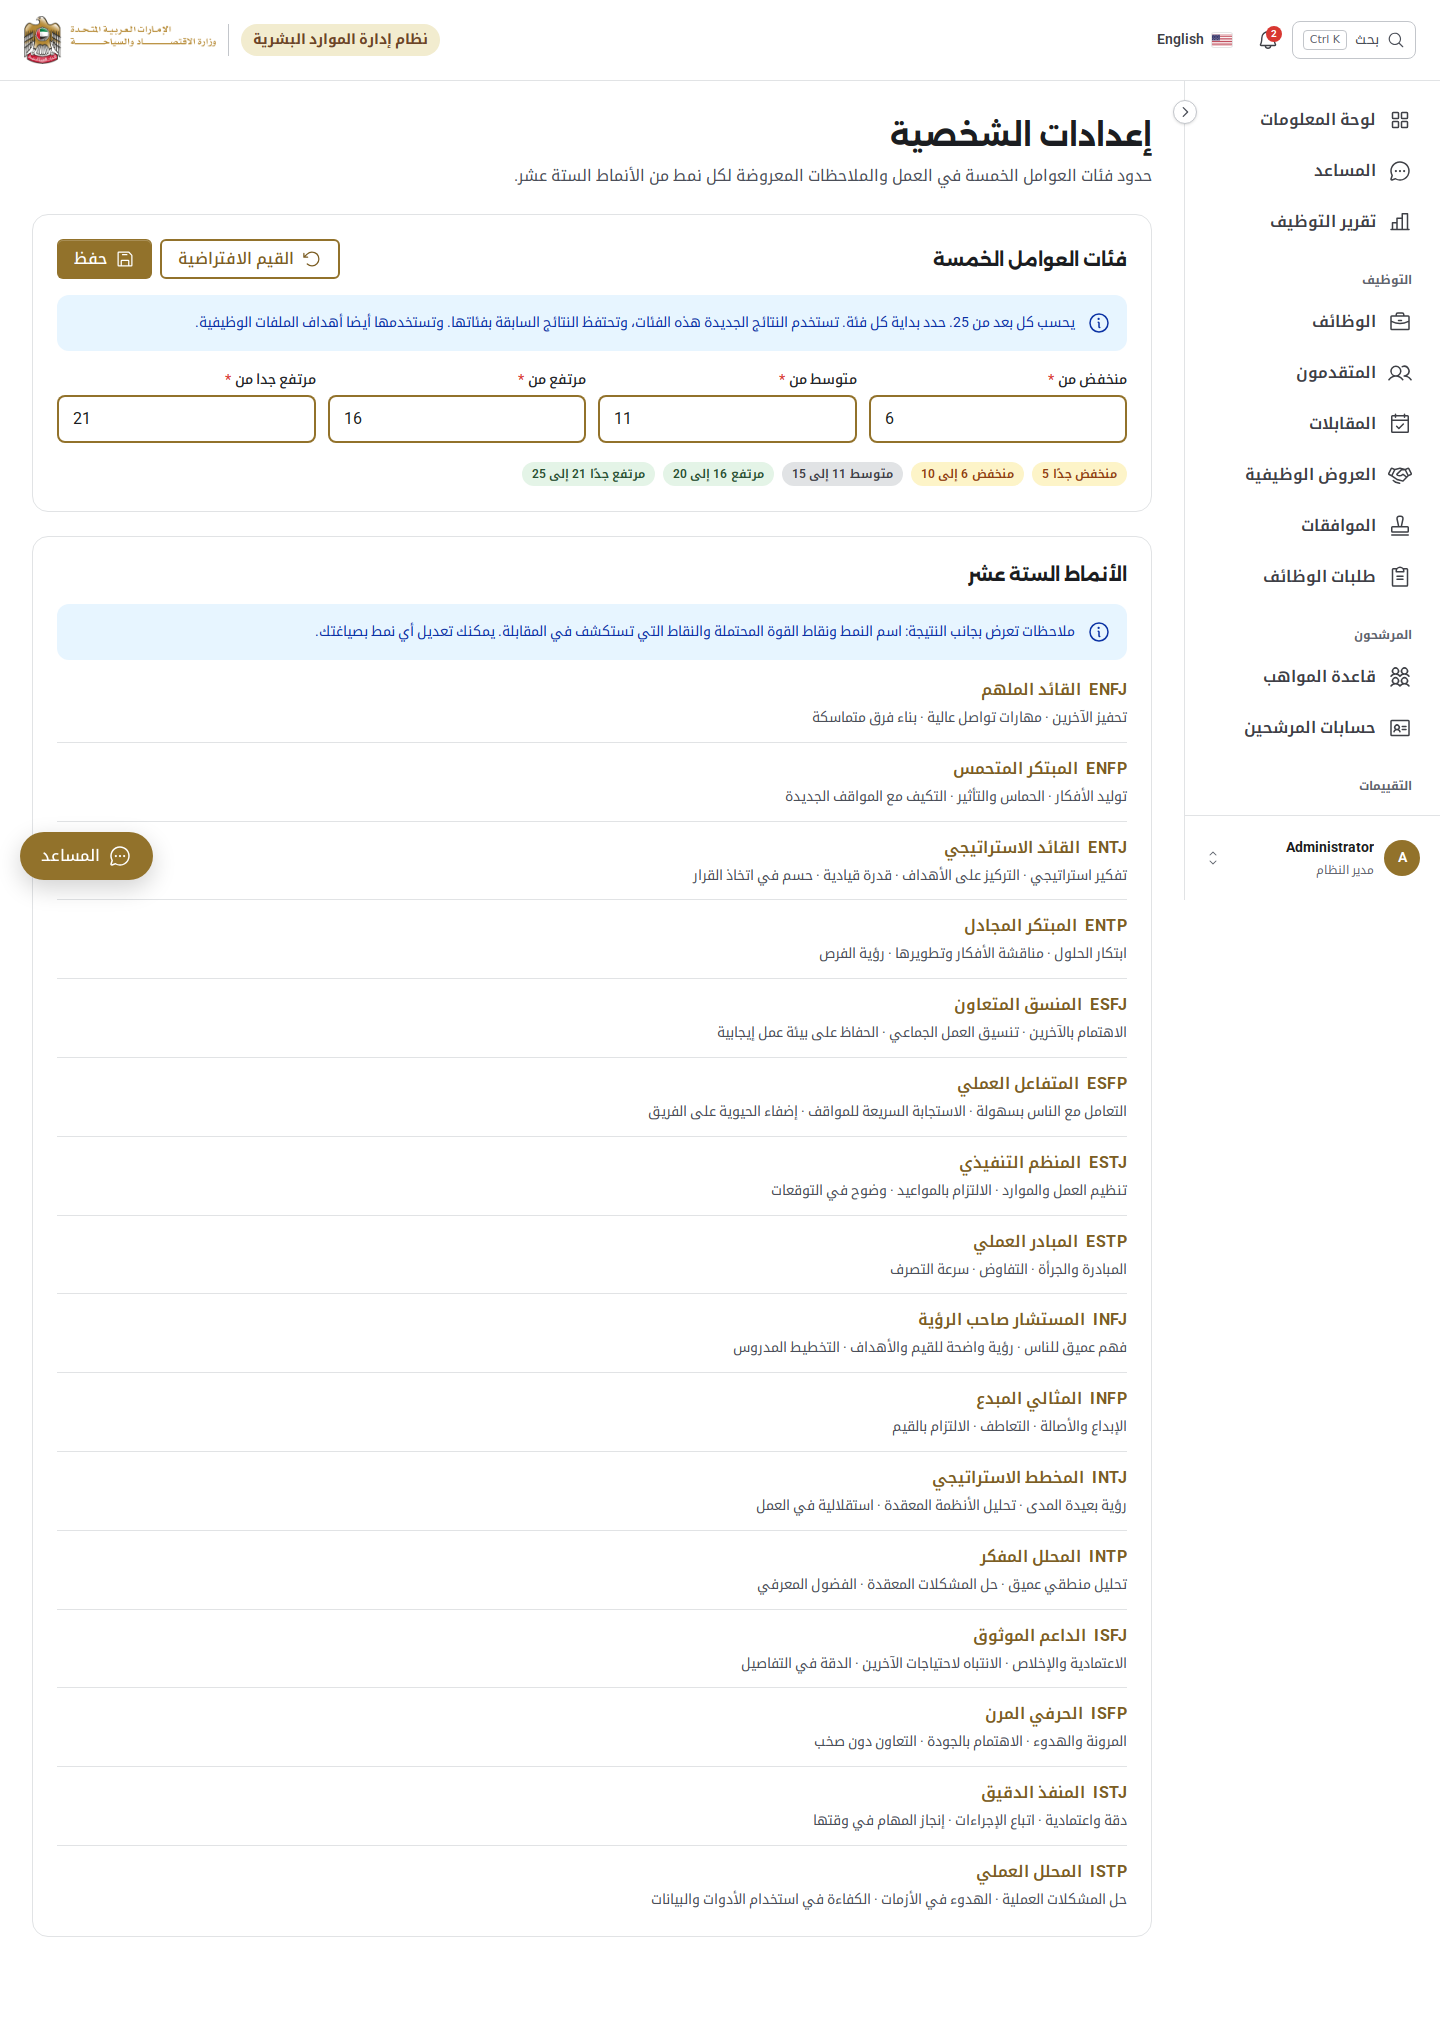 بحث
Ctrl K
2
English
نظام إدارة الموارد البشرية
الإمارات العربية المتحدة
وزارة الاقتصـــاد والسياحـــة
لوحة المعلومات
المساعد
تقرير التوظيف
التوظيف
الوظائف
المتقدمون
المقابلات
العروض الوظيفية
الموافقات
طلبات الوظائف
المرشحون
قاعدة المواهب
حسابات المرشحين
التقييمات
A
Administrator
مدير النظام
إعدادات الشخصية
حدود فئات العوامل الخمسة في العمل والملاحظات المعروضة لكل نمط من الأنماط الستة عشر.
فئات العوامل الخمسة
القيم الافتراضية
حفظ
يحسب كل بعد من 25. حدد بداية كل فئة. تستخدم النتائج الجديدة هذه الفئات، وتحتفظ النتائج السابقة بفئاتها. وتستخدمها أيضا أهداف الملفات الوظيفية.
منخفض من *
متوسط من *
مرتفع من *
مرتفع جدا من *
6
11
16
21
منخفض جدًا 5
منخفض 6 إلى 10
متوسط 11 إلى 15
مرتفع 16 إلى 20
مرتفع جدًا 21 إلى 25
الأنماط الستة عشر
ملاحظات تعرض بجانب النتيجة: اسم النمط ونقاط القوة المحتملة والنقاط التي تستكشف في المقابلة. يمكنك تعديل أي نمط بصياغتك.
ENFJ القائد الملهم
تحفيز الآخرين · مهارات تواصل عالية · بناء فرق متماسكة
ENFP المبتكر المتحمس
توليد الأفكار · الحماس والتأثير · التكيف مع المواقف الجديدة
ENTJ القائد الاستراتيجي
تفكير استراتيجي · التركيز على الأهداف · قدرة قيادية · حسم في اتخاذ القرار
ENTP المبتكر المجادل
ابتكار الحلول · مناقشة الأفكار وتطويرها · رؤية الفرص
ESFJ المنسق المتعاون
الاهتمام بالآخرين · تنسيق العمل الجماعي · الحفاظ على بيئة عمل إيجابية
ESFP المتفاعل العملي
التعامل مع الناس بسهولة · الاستجابة السريعة للمواقف · إضفاء الحيوية على الفريق
ESTJ المنظم التنفيذي
تنظيم العمل والموارد · الالتزام بالمواعيد · وضوح في التوقعات
ESTP المبادر العملي
المبادرة والجرأة · التفاوض · سرعة التصرف
INFJ المستشار صاحب الرؤية
فهم عميق للناس · رؤية واضحة للقيم والأهداف · التخطيط المدروس
INFP المثالي المبدع
الإبداع والأصالة · التعاطف · الالتزام بالقيم
INTJ المخطط الاستراتيجي
رؤية بعيدة المدى · تحليل الأنظمة المعقدة · استقلالية في العمل
INTP المحلل المفكر
تحليل منطقي عميق · حل المشكلات المعقدة · الفضول المعرفي
ISFJ الداعم الموثوق
الاعتمادية والإخلاص · الانتباه لاحتياجات الآخرين · الدقة في التفاصيل
ISFP الحرفي المرن
المرونة والهدوء · الاهتمام بالجودة · التعاون دون صخب
ISTJ المنفذ الدقيق
دقة واعتمادية · اتباع الإجراءات · إنجاز المهام في وقتها
ISTP المحلل العملي
حل المشكلات العملية · الهدوء في الأزمات · الكفاءة في استخدام الأدوات والبيانات
المساعد